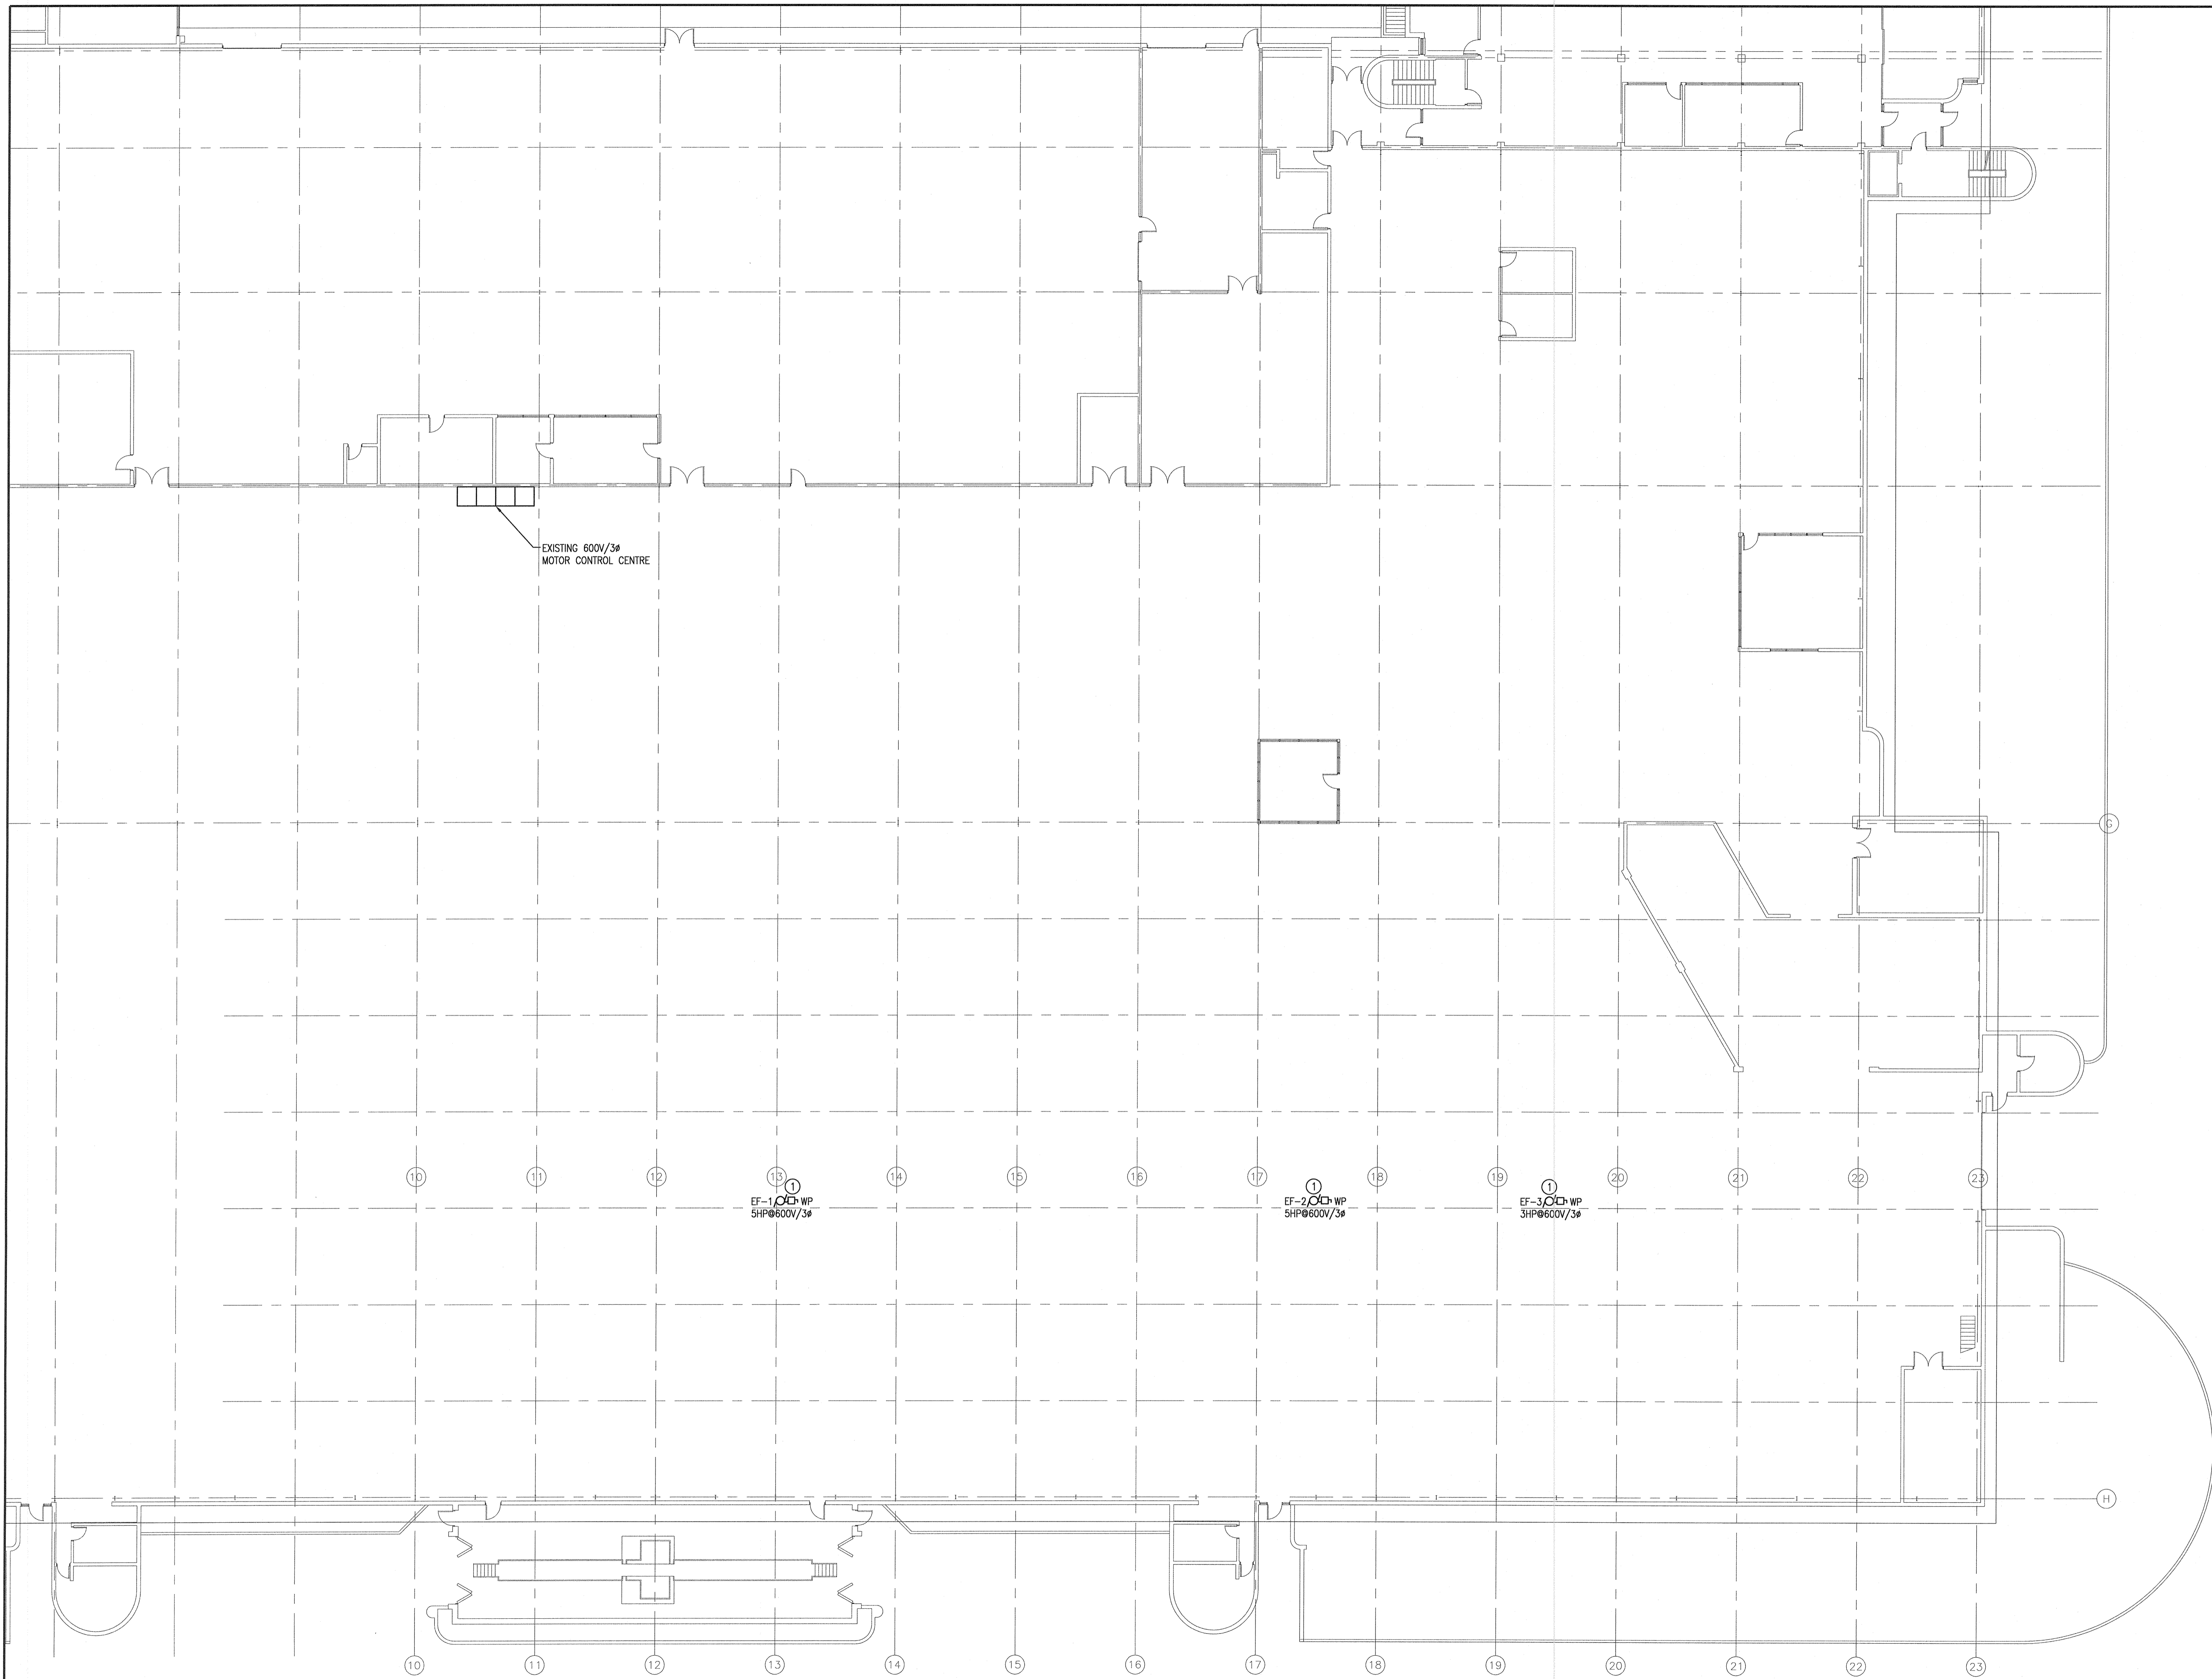 EXISTING 600V/3ø
MOTOR CONTROL CENTRE
G
10 11 12 13 14 15 16 17 18 19 20 21 22 23
1 1 1
EF-1 WP EF-2 WP EF-3 WP
5HP@600V/3ø 5HP@600V/3ø 3HP@600V/3ø
H
10 11 12 13 14 15 16 17 18 19 20 21 22 23